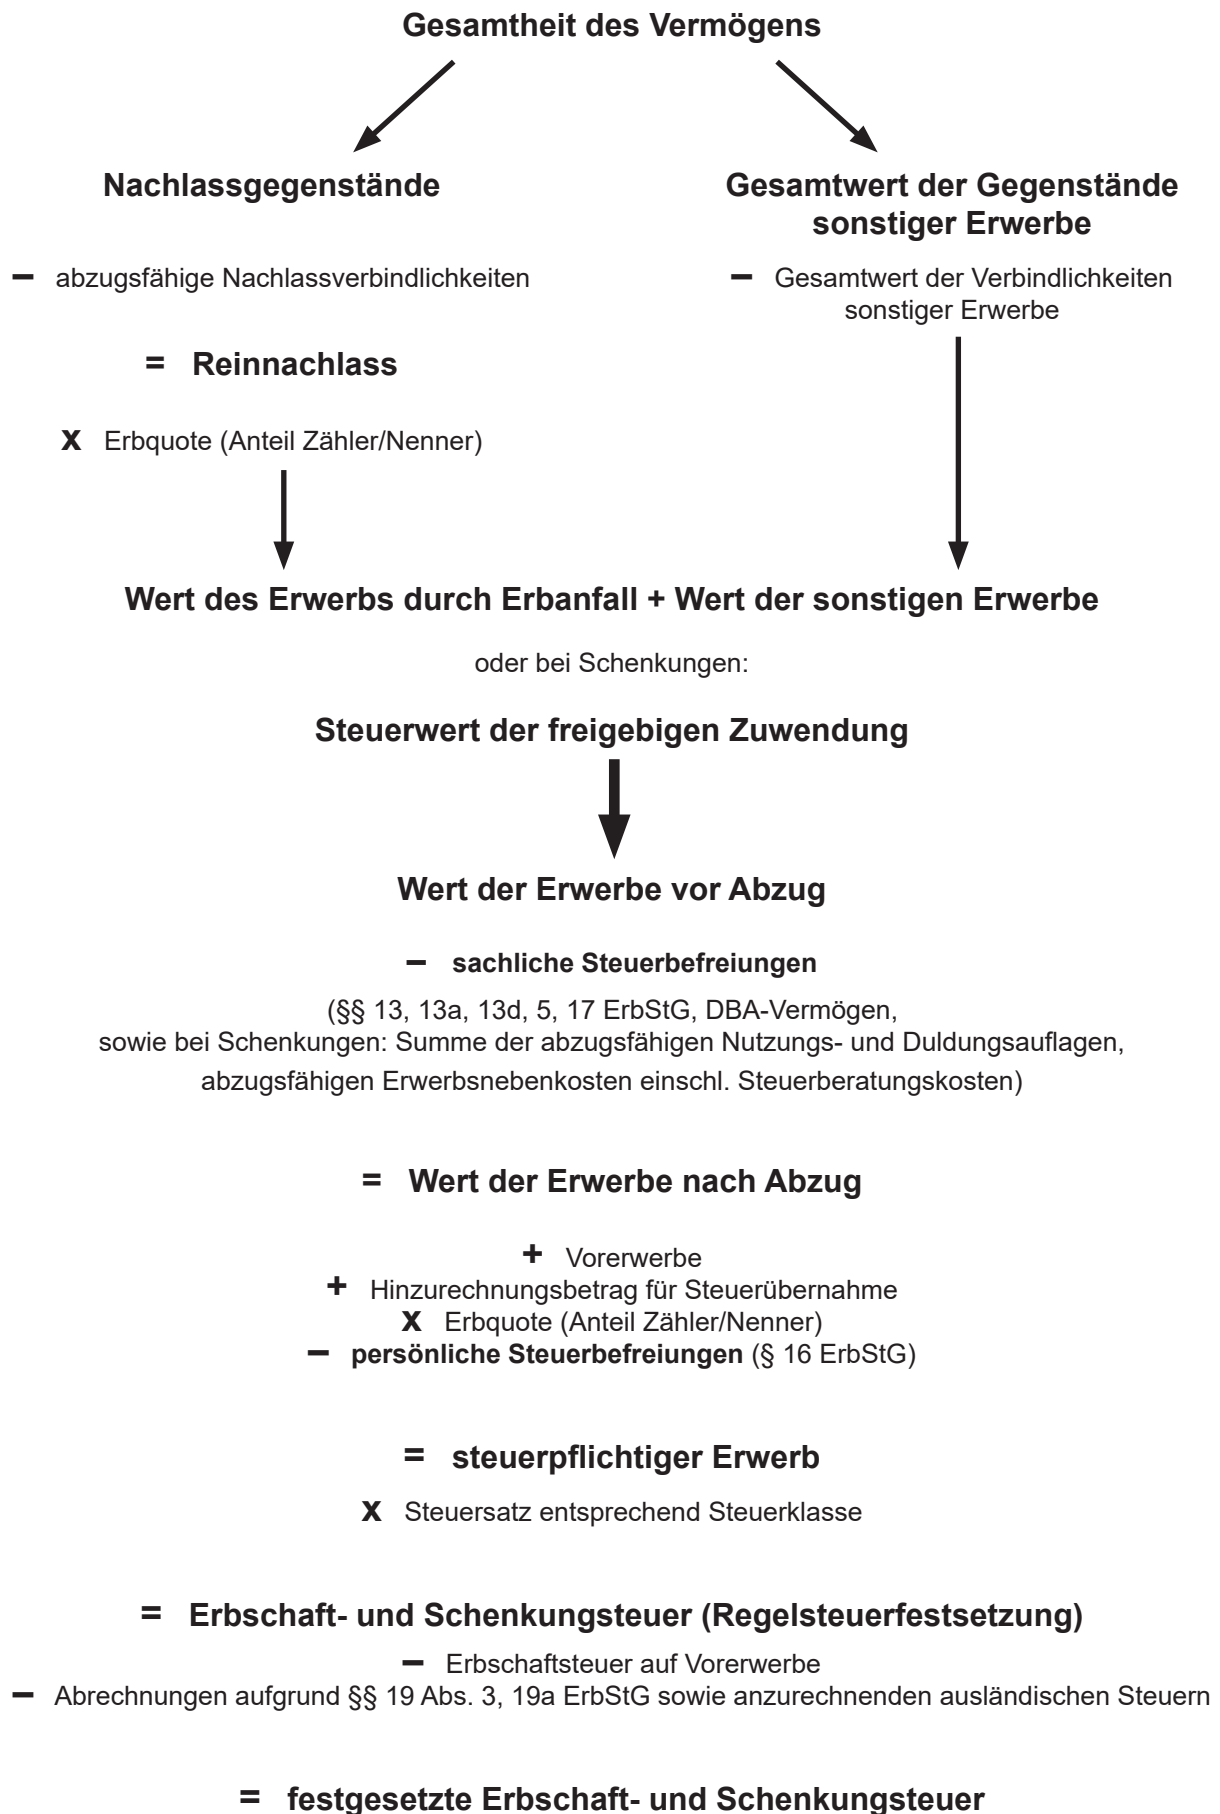 Gesamtheit des Vermögens
Nachlassgegenstände
– abzugsfähige Nachlassverbindlichkeiten
= Reinnachlass
x Erbquote (Anteil Zähler/Nenner)
Gesamtwert der Gegenstände
sonstiger Erwerbe
– Gesamtwert der Verbindlichkeiten
sonstiger Erwerbe
Wert des Erwerbs durch Erbanfall + Wert der sonstigen Erwerbe
oder bei Schenkungen:
Steuerwert der freigebigen Zuwendung
Wert der Erwerbe vor Abzug
– sachliche Steuerbefreiungen
(§§ 13, 13a, 13d, 5, 17 ErbStG, DBA-Vermögen,
sowie bei Schenkungen: Summe der abzugsfähigen Nutzungs- und Duldungsauflagen,
abzugsfähigen Erwerbsnebenkosten einschl. Steuerberatungskosten)
= Wert der Erwerbe nach Abzug
+ Vorerwerbe
+ Hinzurechnungsbetrag für Steuerübernahme
x Erbquote (Anteil Zähler/Nenner)
– persönliche Steuerbefreiungen (§ 16 ErbStG)
= steuerpflichtiger Erwerb
x Steuersatz entsprechend Steuerklasse
= Erbschaft- und Schenkungsteuer (Regelsteuerfestsetzung)
– Erbschaftsteuer auf Vorerwerbe
– Abrechnungen aufgrund §§ 19 Abs. 3, 19a ErbStG sowie anzurechnenden ausländischen Steuern
= festgesetzte Erbschaft- und Schenkungsteuer